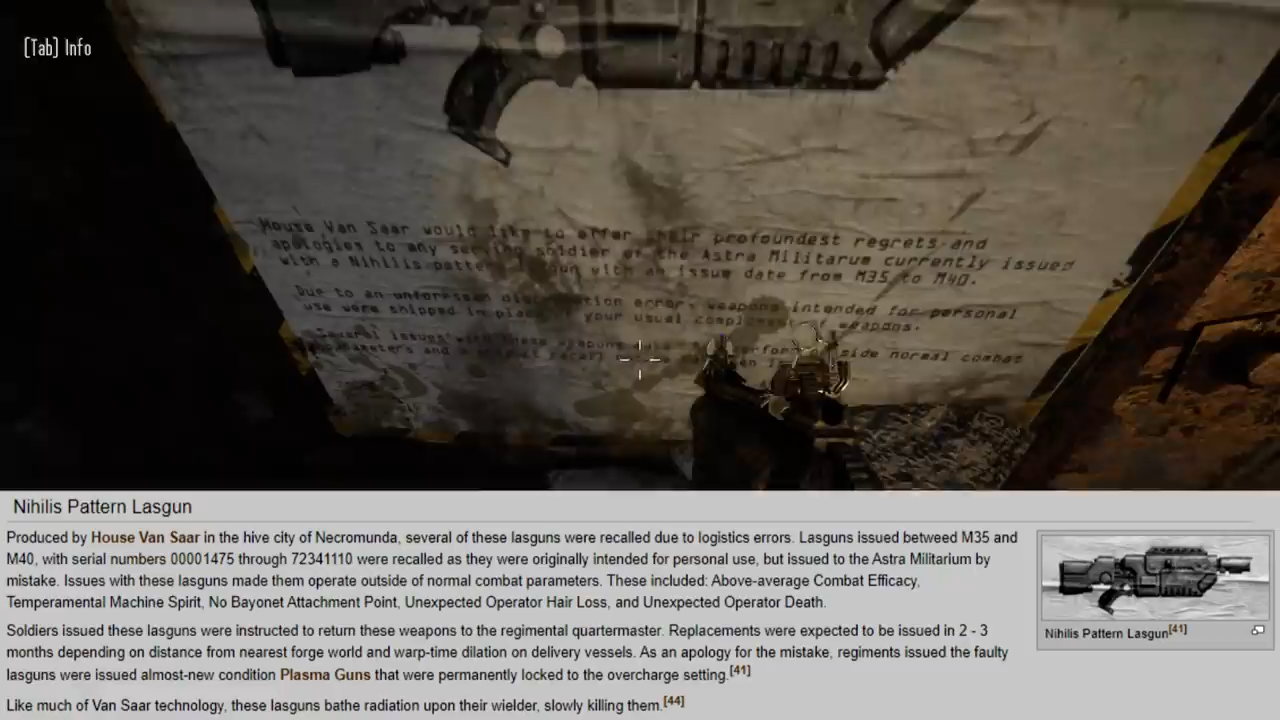 [Tab] Info
House Van Saar would like to offer their profoundest regrets and
apologies to any serving soldier of the Astra Militarum currently issued
with a Nihilis pattern lasgun with an issue date from M35 to M40.
Due to an unforseen distribution error, weapons intended for personal
use were shipped in place of your usual complement of weapons.
Several issues with these weapons side normal combat
parameters and
Nihilis Pattern Lasgun
Produced by House Van Saar in the hive city of Necromunda, several of these lasguns were recalled due to logistics errors. Lasguns issued betweed M35 and
M40, with serial numbers 00001475 through 72341110 were recalled as they were originally intended for personal use, but issued to the Astra Militarium by
mistake. Issues with these lasguns made them operate outside of normal combat parameters. These included: Above-average Combat Efficacy,
Temperamental Machine Spirit, No Bayonet Attachment Point, Unexpected Operator Hair Loss, and Unexpected Operator Death.
Soldiers issued these lasguns were instructed to return these weapons to the regimental quartermaster. Replacements were expected to be issued in 2 - 3
months depending on distance from nearest forge world and warp-time dilation on delivery vessels. As an apology for the mistake, regiments issued the faulty
lasguns were issued almost-new condition Plasma Guns that were permanently locked to the overcharge setting.[41]
Like much of Van Saar technology, these lasguns bathe radiation upon their wielder, slowly killing them.[44]
Nihilis Pattern Lasgun[41]